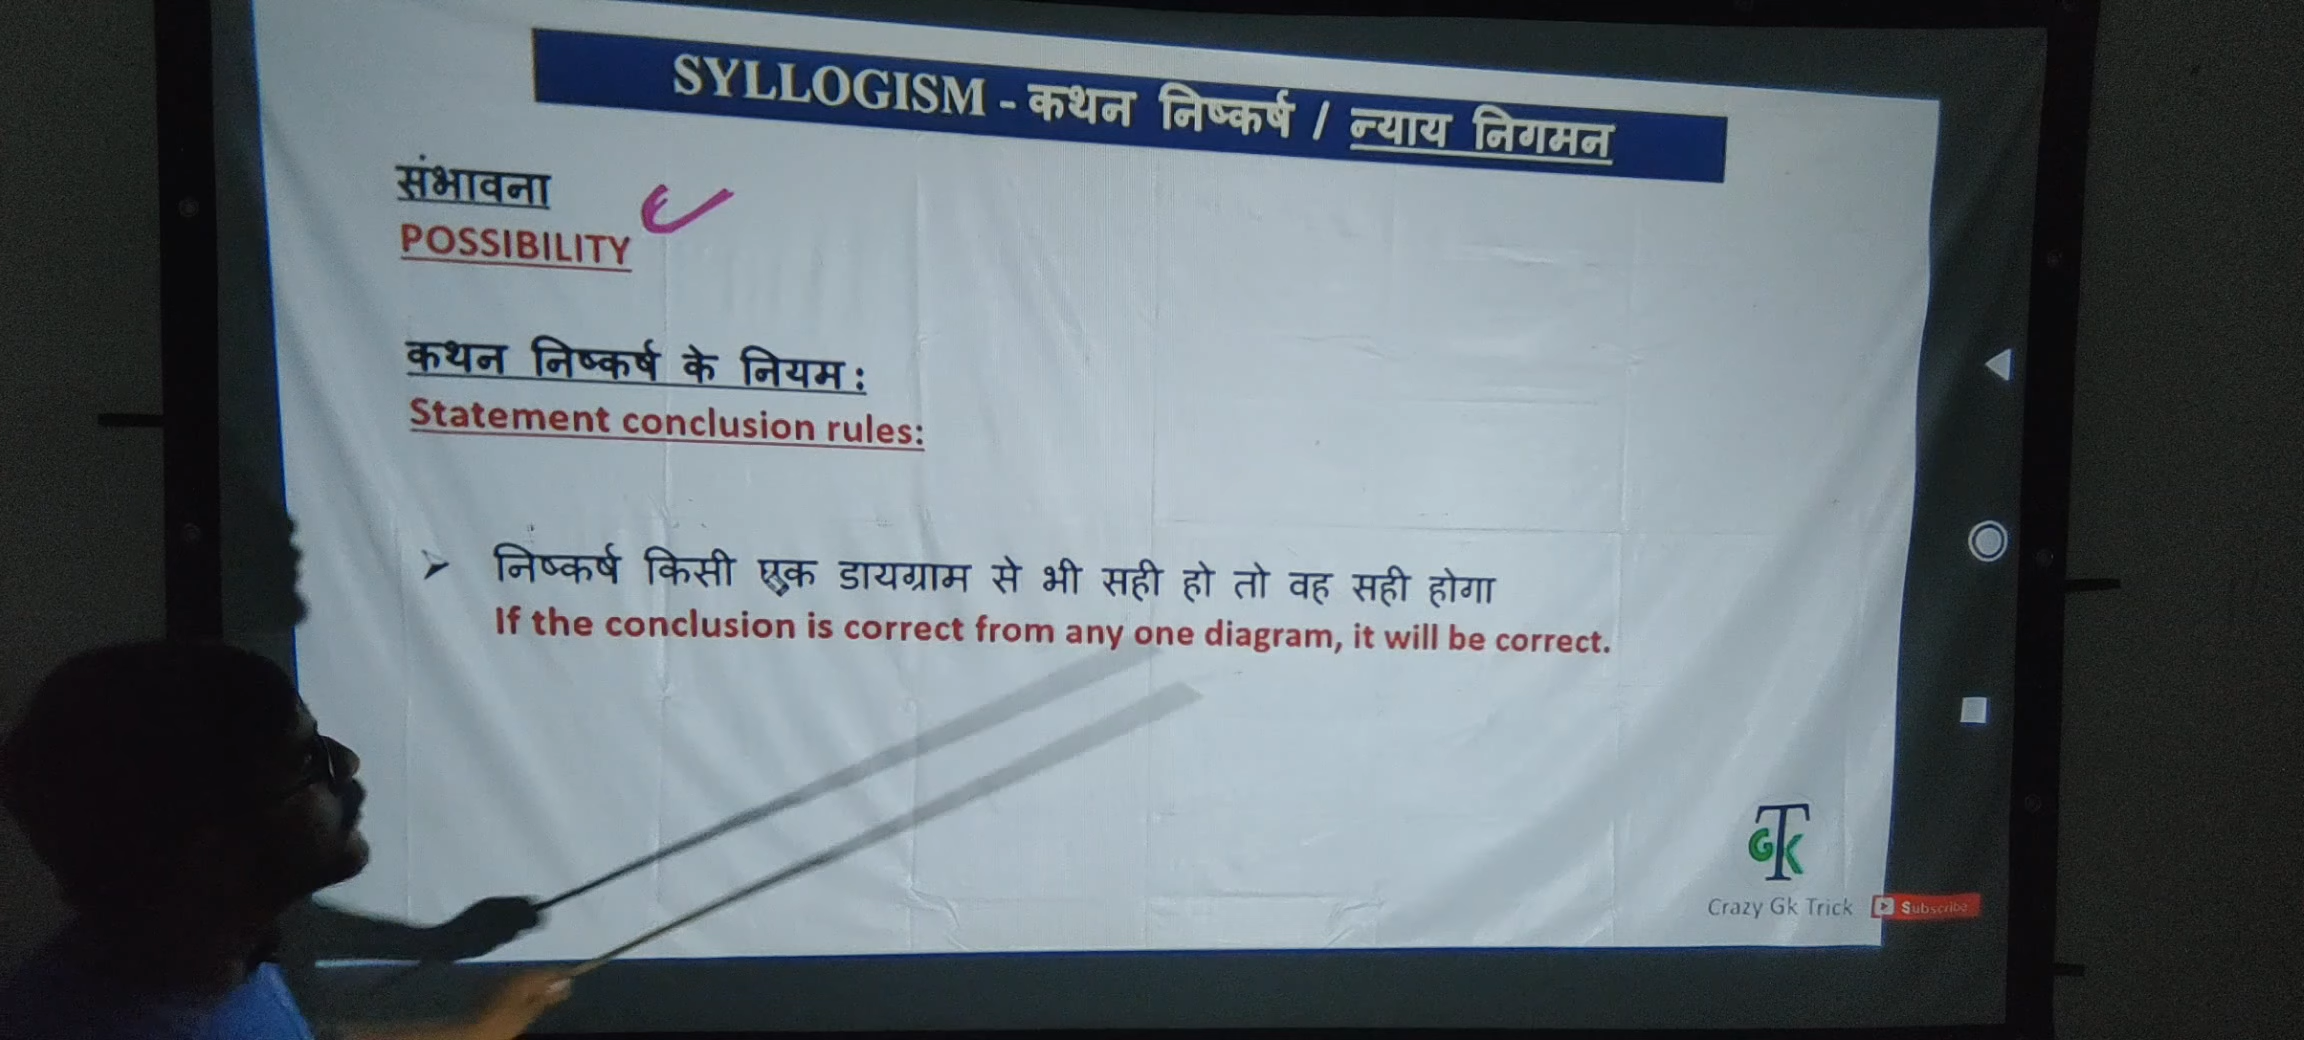 SYLLOGISM - कथन निष्कर्ष / न्याय निगमन
संभावना
POSSIBILITY
कथन निष्कर्ष के नियम:
Statement conclusion rules:
➤ निष्कर्ष किसी एक डायग्राम से भी सही हो तो वह सही होगा
If the conclusion is correct from any one diagram, it will be correct.
GTK
Crazy Gk Trick Subscribe